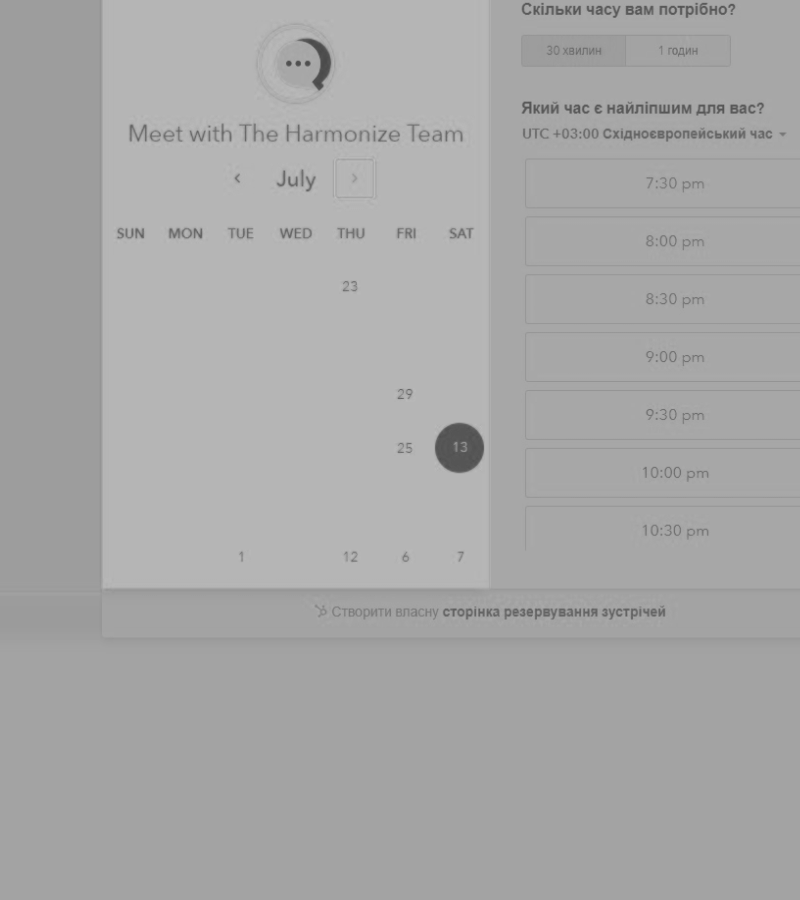 Meet with The Harmonize Team
July
SUN MON TUE WED THU FRI SAT
23
29
25 13
1 12 6 7
Скільки часу вам потрібно?
30 хвилин 1 годин
Який час є найліпшим для вас?
UTC +03:00 Східноєвропейський час
7:30 pm
8:00 pm
8:30 pm
9:00 pm
9:30 pm
10:00 pm
10:30 pm
Створити власну сторінка резервування зустрічей